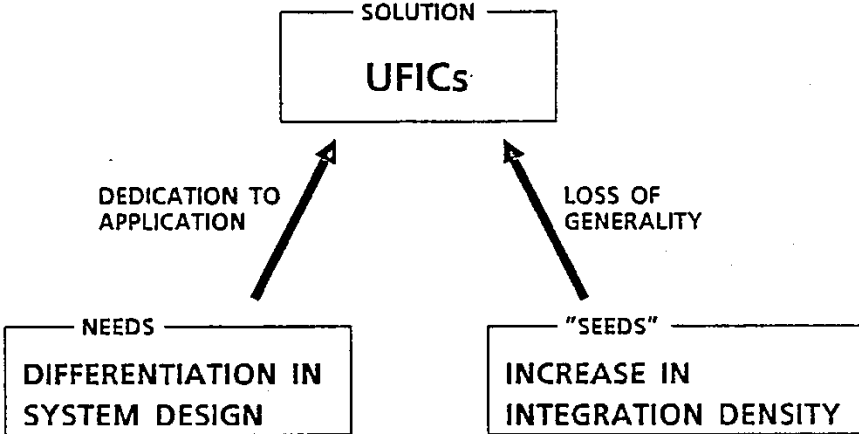 SOLUTION
UFICs
DEDICATION TO
APPLICATION
LOSS OF
GENERALITY
NEEDS
DIFFERENTIATION IN
SYSTEM DESIGN
"SEEDS"
INCREASE IN
INTEGRATION DENSITY